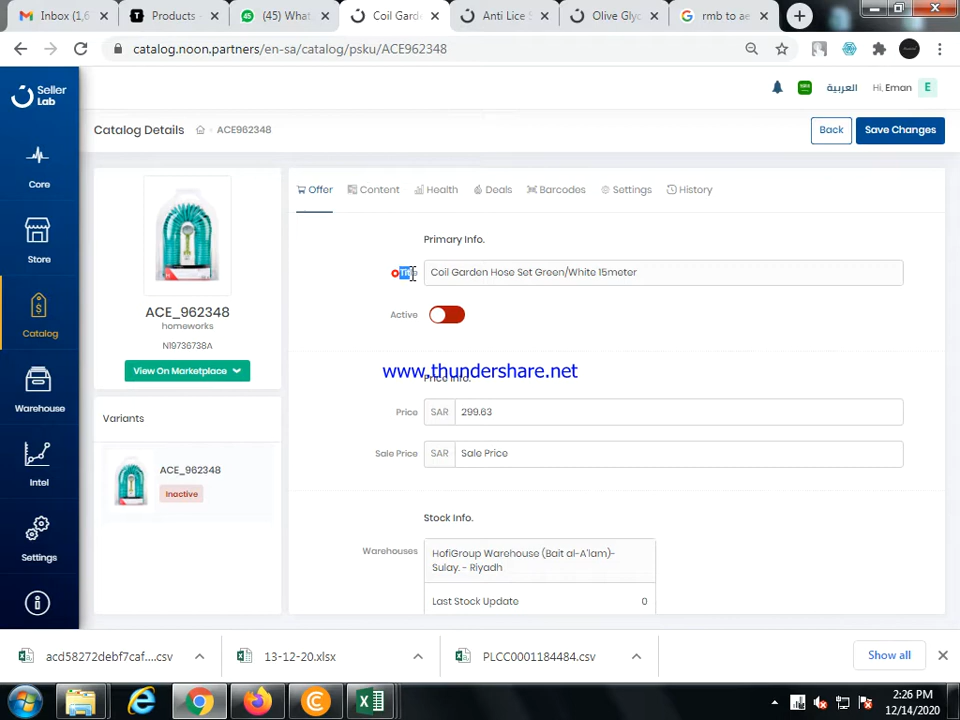 Inbox (1,6
Products -
(45) What
Coil Gard
Anti Lice S
Olive Glyc
rmb to ae
catalog.noon.partners/en-sa/catalog/psku/ACE962348
Seller
Lab
العربية
Hi, Eman
E
Catalog Details
ACE962348
Back
Save Changes
Core
Store
Catalog
Warehouse
Intel
Settings
ACE_962348
homeworks
N19736738A
View On Marketplace
Variants
ACE_962348
Inactive
Offer
Content
Health
Deals
Barcodes
Settings
History
Primary Info.
Coil Garden Hose Set Green/White 15meter
Active
www.thundershare.net
Price Info.
Price
SAR
299.63
Sale Price
SAR
Sale Price
Stock Info.
Warehouses
HofiGroup Warehouse (Bait al-A'lam)-
Sulay. - Riyadh
Last Stock Update
0
acd58272debf7caf....csv
13-12-20.xlsx
PLCC0001184484.csv
Show all
2:26 PM
12/14/2020